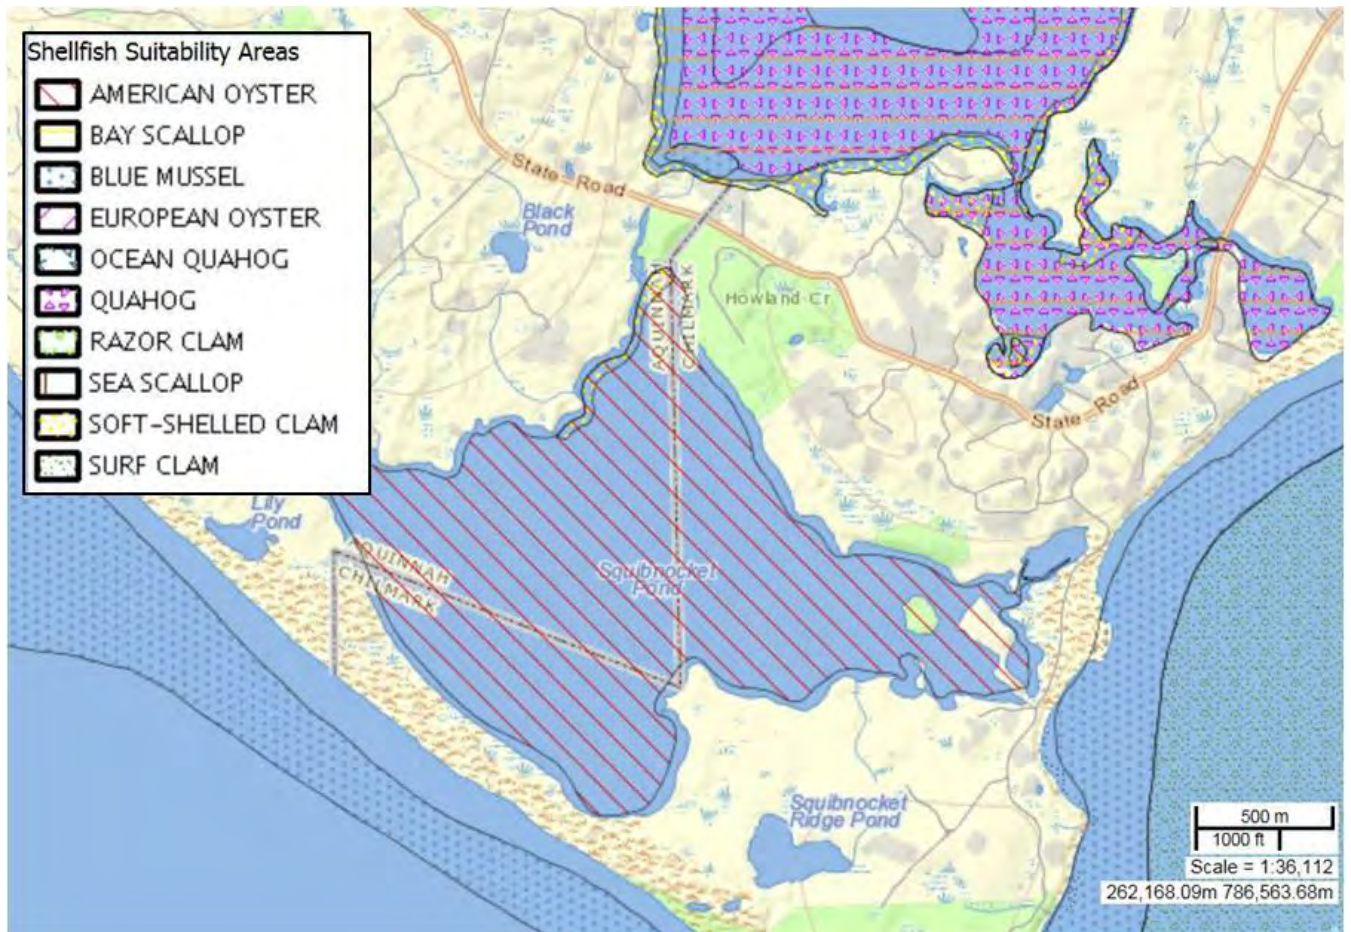 Shellfish Suitability Areas
AMERICAN OYSTER
BAY SCALLOP
BLUE MUSSEL
EUROPEAN OYSTER
OCEAN QUAHOG
QUAHOG
RAZOR CLAM
SEA SCALLOP
SOFT-SHELLED CLAM
SURF CLAM
State Road
Black
Pond
AQUINNAH
CHILMARK
Howland Cr
State Road
Lily
Pond
AQUINNAH
CHILMARK
Squibnocket
Pond
Squibnocket
Ridge Pond
500 m
1000 ft
Scale = 1:36,112
262,168.09m 786,563.68m